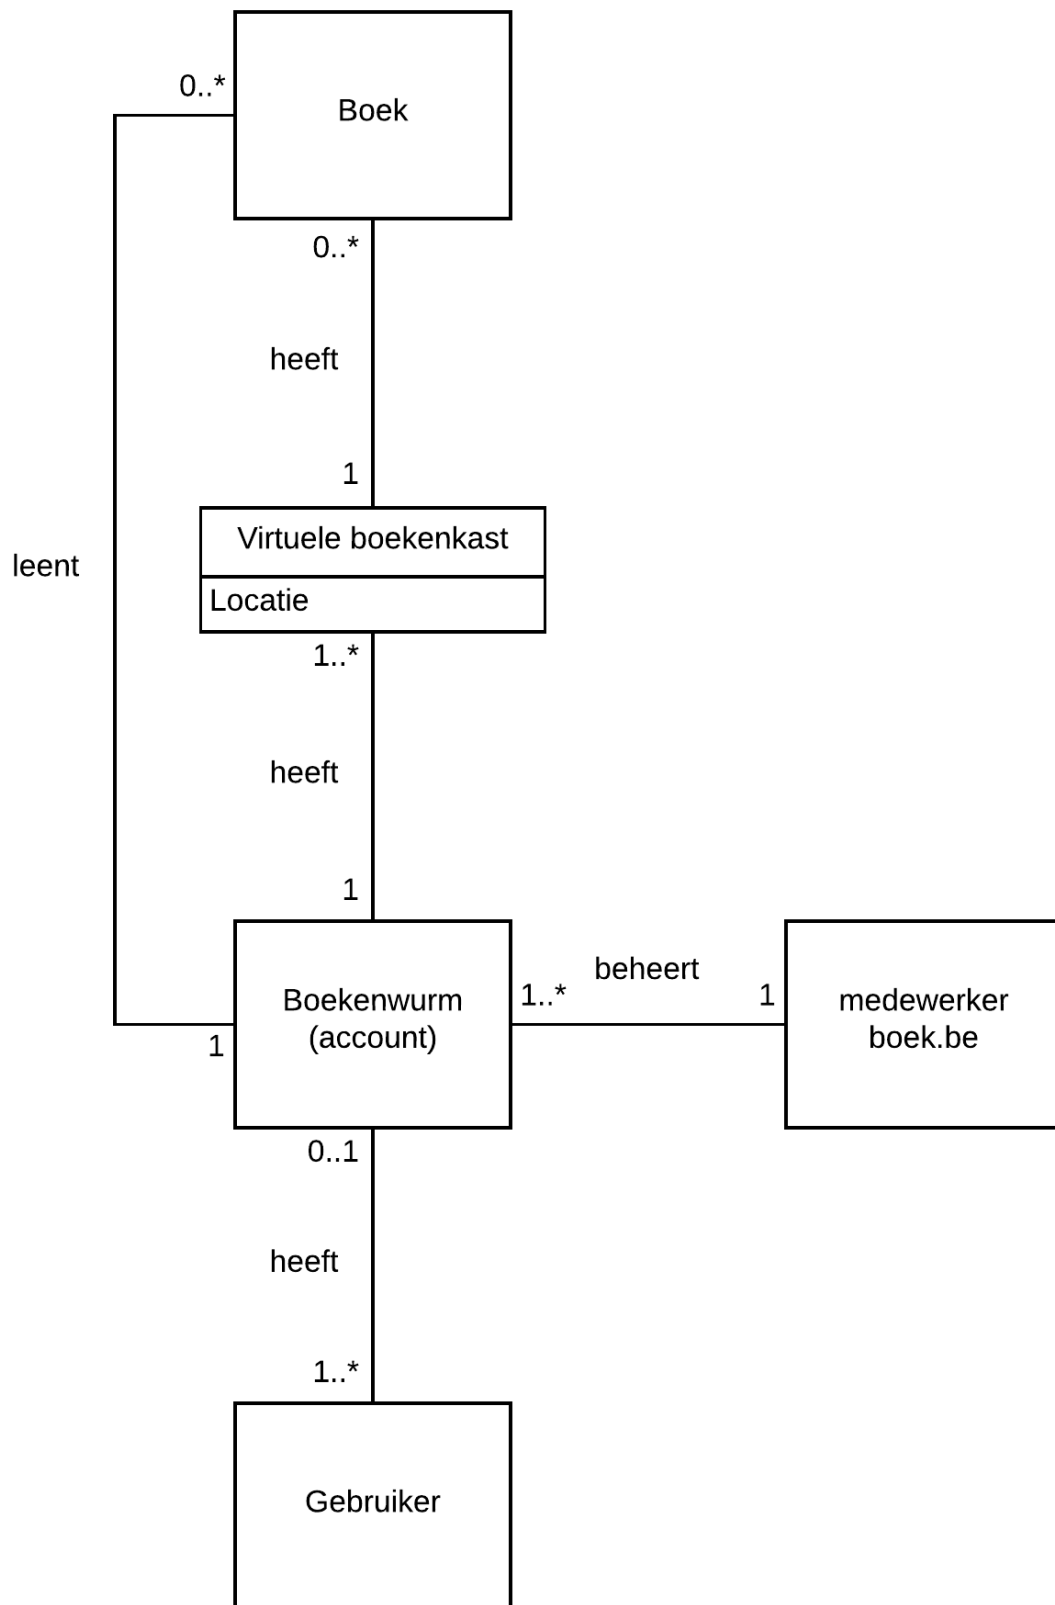 0..*
Boek
0..*
heeft
1
Virtuele boekenkast
leent
Locatie
1..*
heeft
1
beheert
1..*
1
Boekenwurm
(account)
medewerker
boek.be
1
0..1
heeft
1..*
Gebruiker